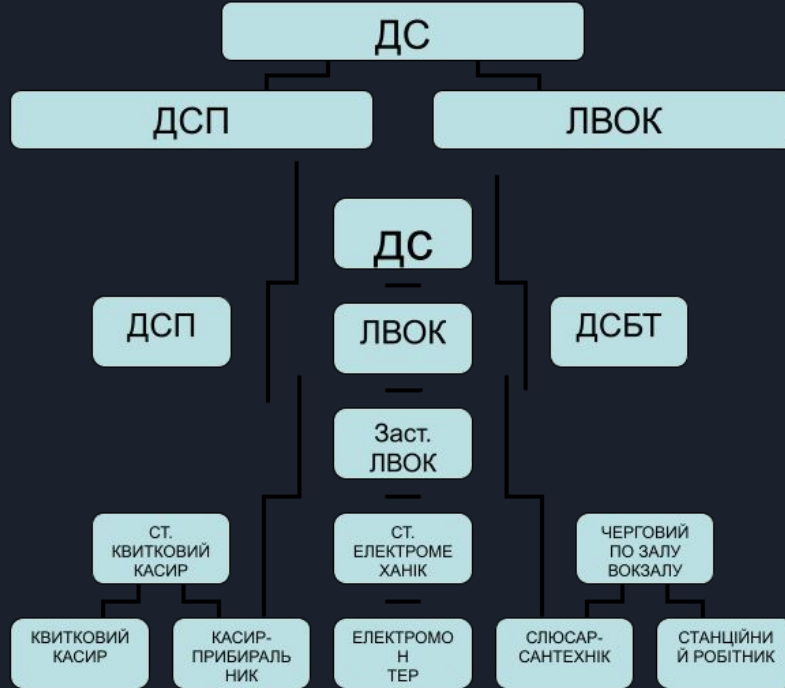 ДС
ДСП
ЛВОК
ДС
ДСП
ЛВОК
ДСБТ
Заст.
ЛВОК
СТ.
КВИТКОВИЙ
КАСИР
СТ.
ЕЛЕКТРОМЕ
ХАНІК
ЧЕРГОВИЙ
ПО ЗАЛУ
ВОКЗАЛУ
КВИТКОВИЙ
КАСИР
КАСИР-
ПРИБИРАЛЬ
НИК
ЕЛЕКТРОМО
Н
ТЕР
СЛЮСАР-
САНТЕХНІК
СТАНЦІЙНИ
Й РОБІТНИК